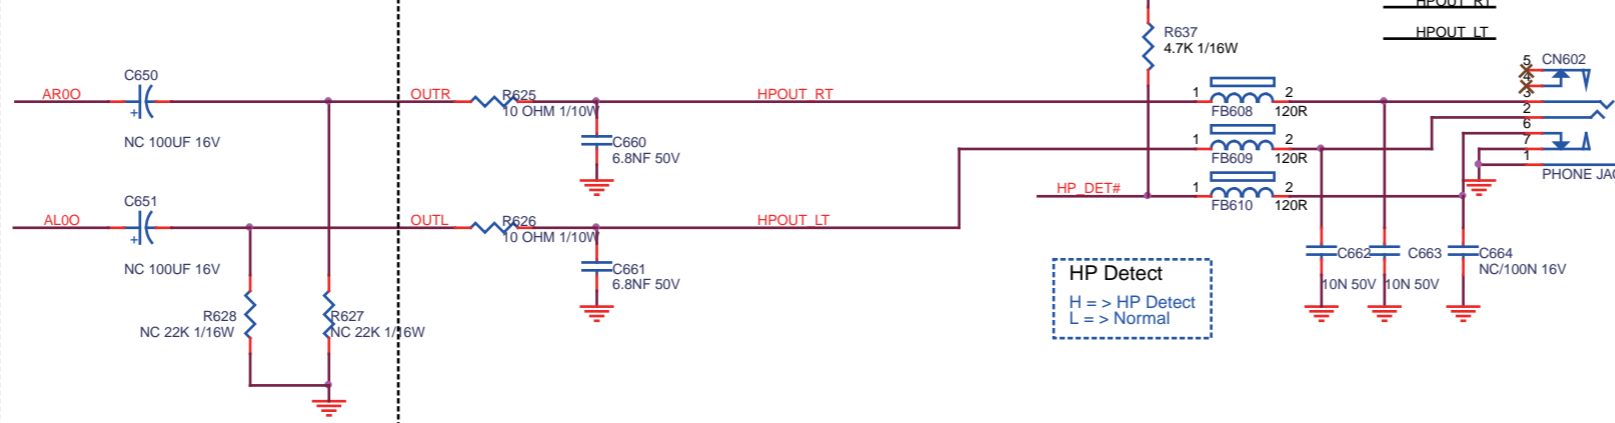 HPOUT_RT
HPOUT_LT
R637
4.7K 1/16W
C650
+
NC 100UF 16V
AR0O
OUTR
R625
10 OHM 1/10W
HPOUT_RT
C660
6.8NF 50V
1
2
FB608
120R
1
2
FB609
120R
HP_DET#
1
2
FB610
120R
5
4
3
2
6
7
1
CN602
PHONE JAC
C651
+
NC 100UF 16V
AL0O
OUTL
R626
10 OHM 1/10W
HPOUT_LT
C661
6.8NF 50V
R628
NC 22K 1/16W
R627
NC 22K 1/16W
HP Detect
H = > HP Detect
L = > Normal
C662
10N 50V
C663
10N 50V
C664
NC/100N 16V